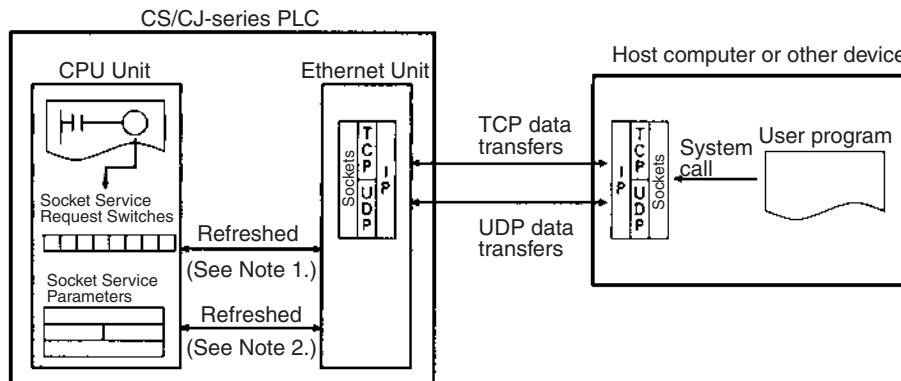 CS/CJ-series PLC
CPU Unit
Ethernet Unit
Host computer or other device
Socket Service
Request Switches
Socket Service
Parameters
Refreshed
(See Note 1.)
Refreshed
(See Note 2.)
Sockets
TCP
UDP
IP
TCP data
transfers
UDP data
transfers
IP
TCP
UDP
Sockets
System
call
User program